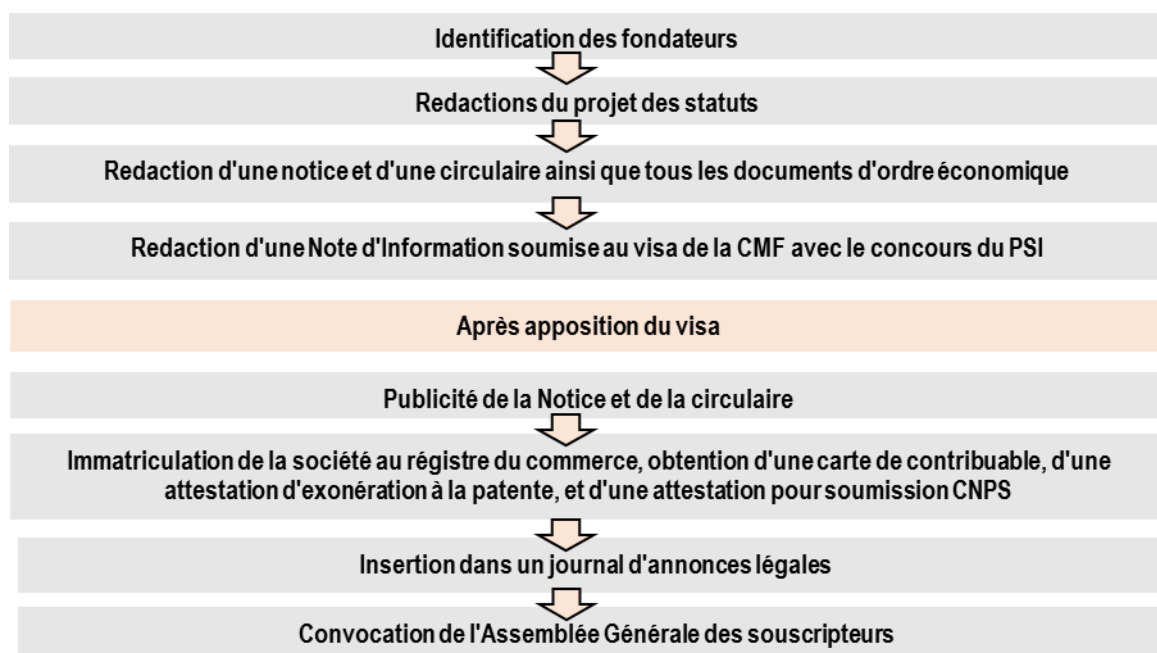 Identification des fondateurs
Redactions du projet des statuts
Redaction d'une notice et d'une circulaire ainsi que tous les documents d'ordre économique
Redaction d'une Note d'Information soumise au visa de la CMF avec le concours du PSI
Après apposition du visa
Publicité de la Notice et de la circulaire
Immatriculation de la société au régistre du commerce, obtention d'une carte de contribuable, d'une
attestation d'exonération à la patente, et d'une attestation pour soumission CNPS
Insertion dans un journal d'annonces légales
Convocation de l'Assemblée Générale des souscripteurs